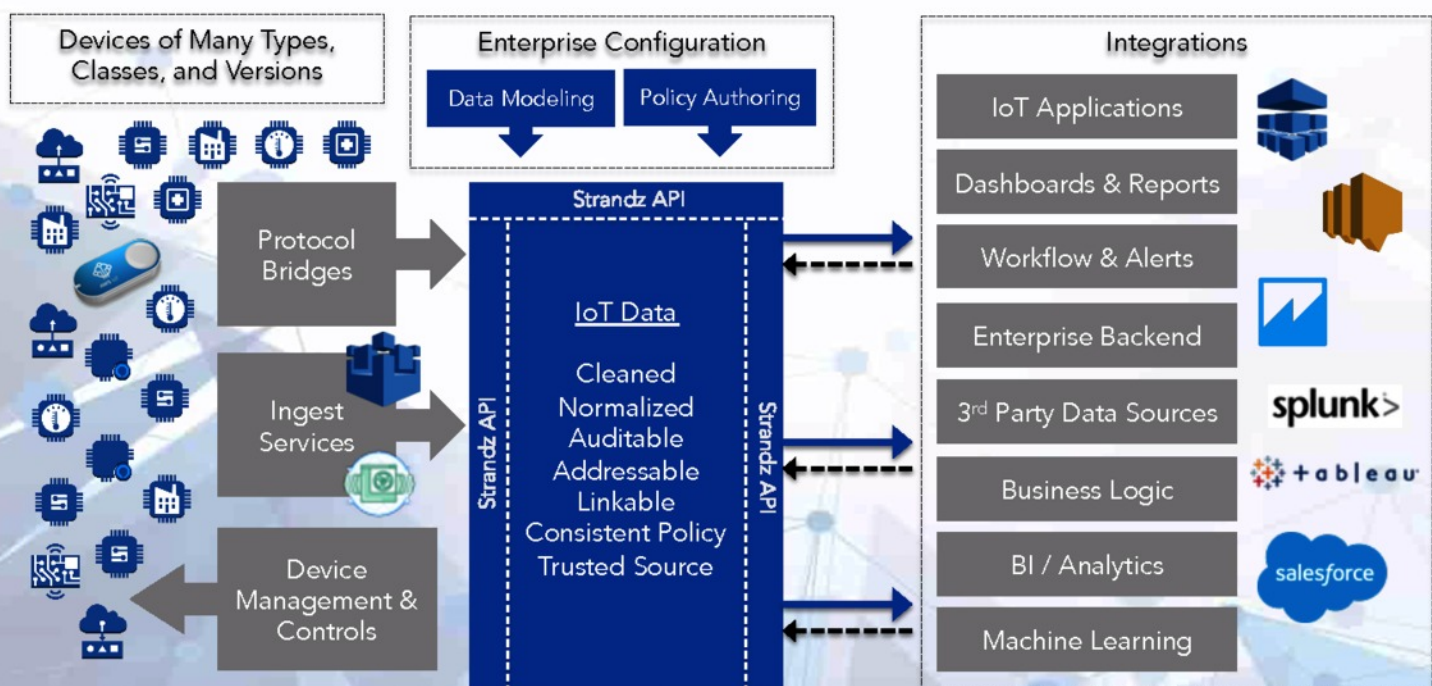 Devices of Many Types,
Classes, and Versions
Enterprise Configuration
Data Modeling
Policy Authoring
Integrations
Protocol
Bridges
Ingest
Services
Device
Management &
Controls
Strandz API
Strandz API
IoT Data
Cleaned
Normalized
Auditable
Addressable
Linkable
Consistent Policy
Trusted Source
Strandz API
IoT Applications
Dashboards & Reports
Workflow & Alerts
Enterprise Backend
3rd Party Data Sources
Business Logic
BI / Analytics
Machine Learning
splunk>
+ableau
salesforce